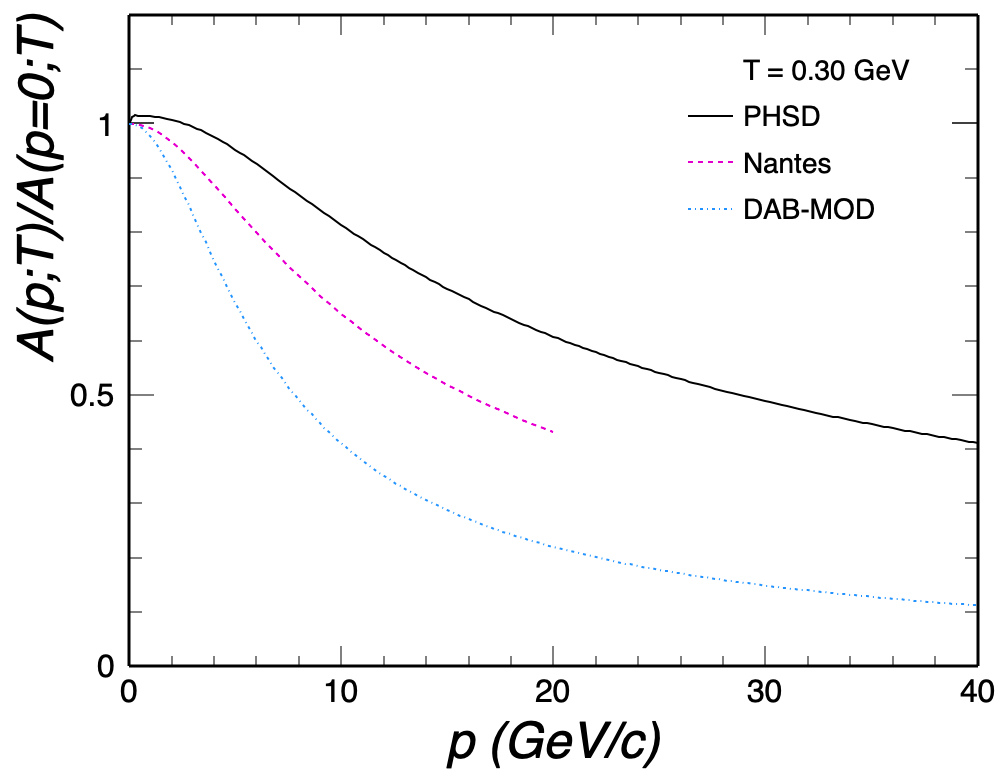 A(p;T)/A(p=0;T)
T = 0.30 GeV
PHSD
Nantes
DAB-MOD
1
0.5
0
0 10 20 30 40
p (GeV/c)